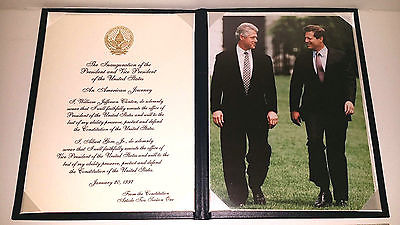 The Inauguration of the
President and Vice President
of the United States
An American Journey
I, William Jefferson Clinton, do solemnly
swear that I will faithfully execute the office of
President of the United States and will to the
best of my ability preserve, protect and defend
the Constitution of the United States.
I, Albert Gore Jr., do solemnly
swear that I will faithfully execute the office of
Vice President of the United States and will to the
best of my ability preserve, protect and defend
the Constitution of the United States.
January 20, 1997
From the Constitution
Article Two Section One